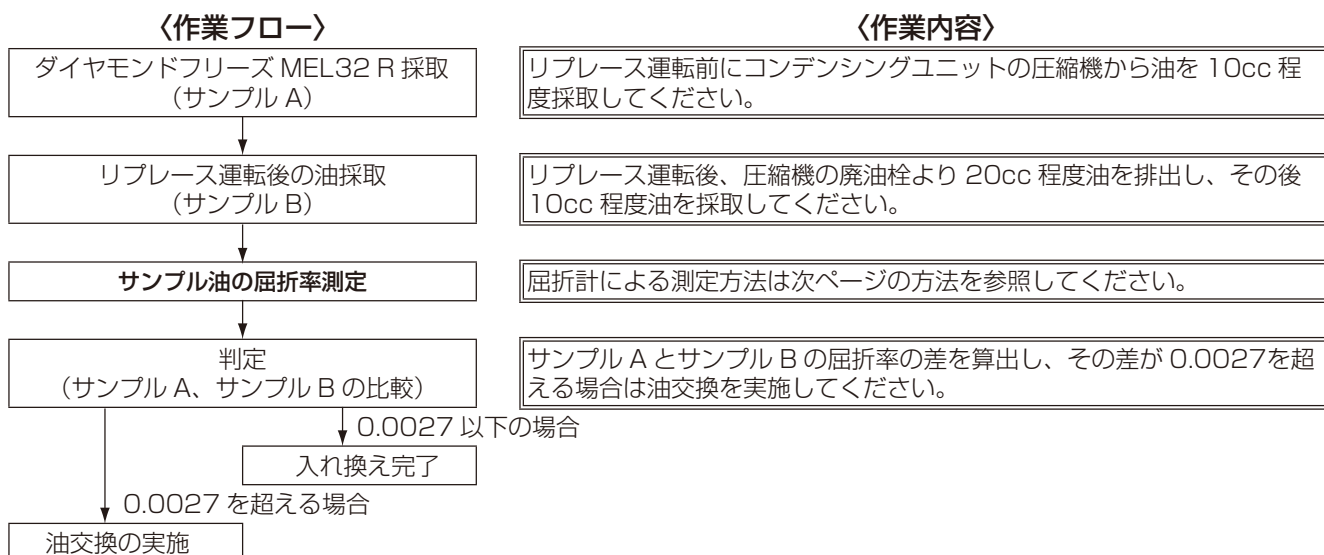 〈作業フロー〉
〈作業内容〉
ダイヤモンドフリーズ MEL32 R 採取
（サンプル A）
リプレース運転前にコンデンシングユニットの圧縮機から油を 10cc 程
度採取してください。
リプレース運転後の油採取
（サンプル B）
リプレース運転後、圧縮機の廃油栓より 20cc 程度油を排出し、その後
10cc 程度油を採取してください。
サンプル油の屈折率測定
屈折計による測定方法は次ページの方法を参照してください。
判定
（サンプル A、サンプル B の比較）
サンプル A とサンプル B の屈折率の差を算出し、その差が 0.0027を超
える場合は油交換を実施してください。
0.0027 以下の場合
入れ換え完了
0.0027 を超える場合
油交換の実施